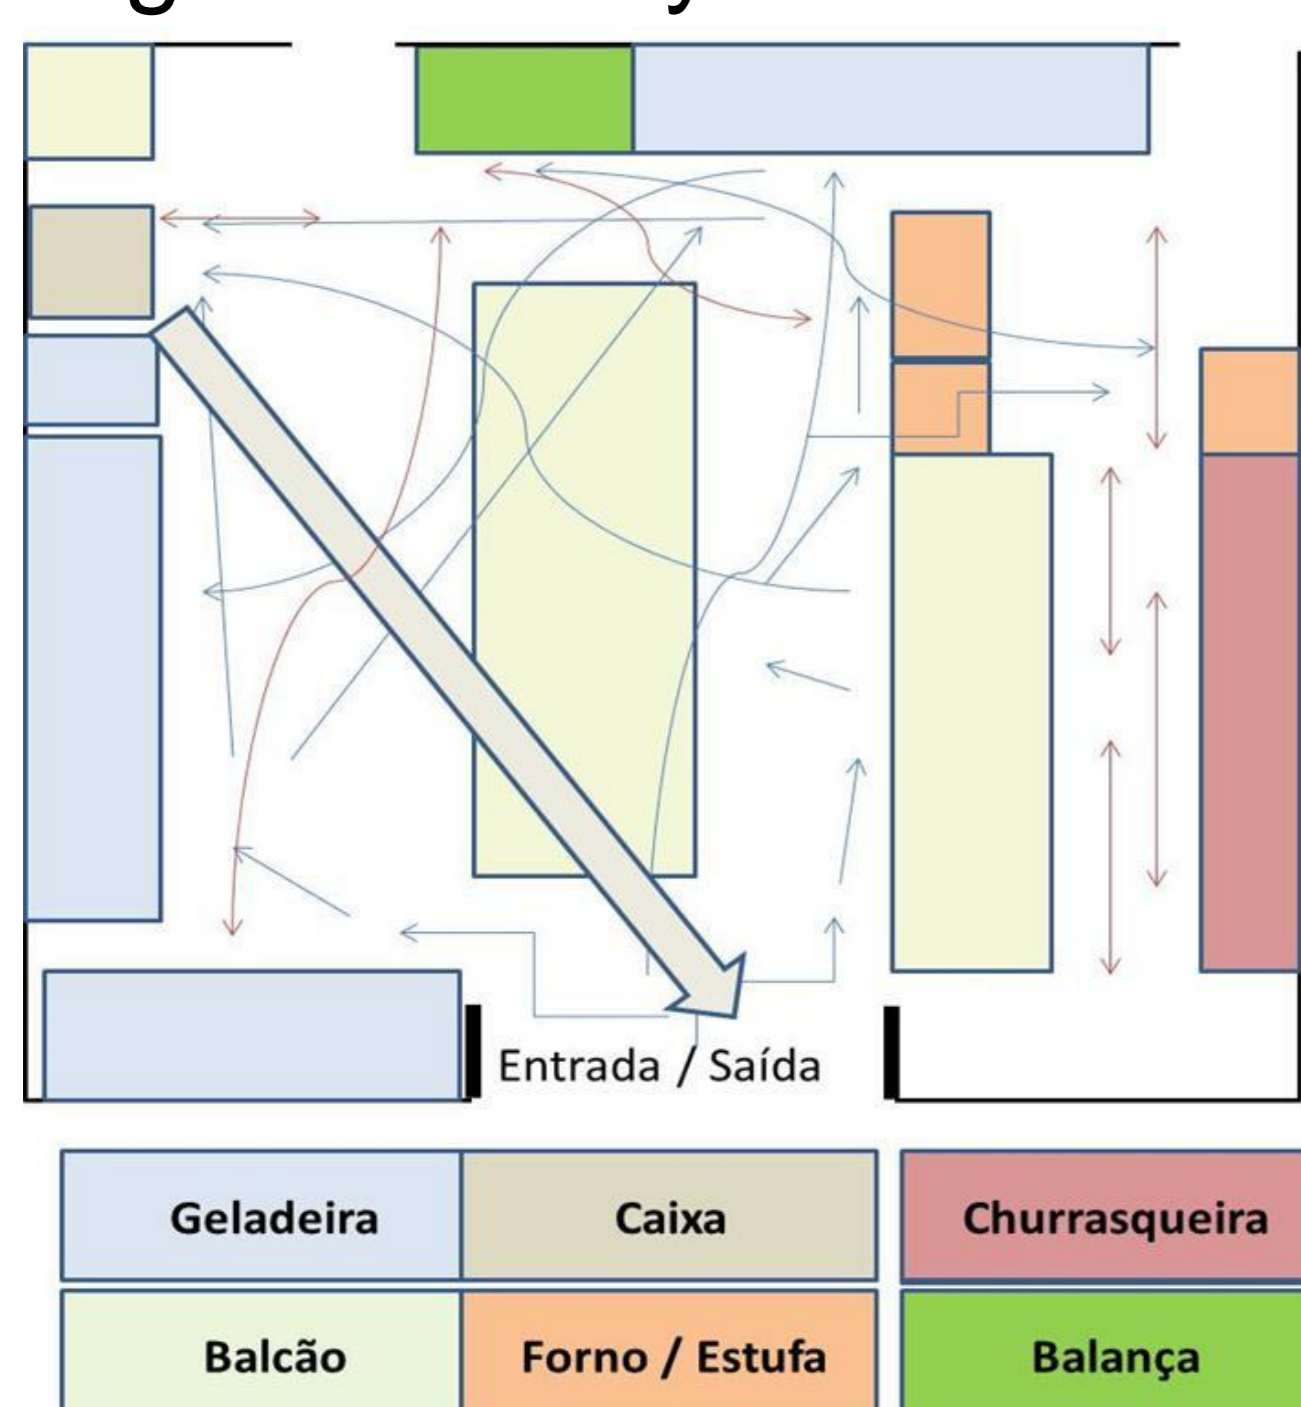 Entrada / Saída
Geladeira Caixa Churrasqueira
Balcão Forno / Estufa Balança